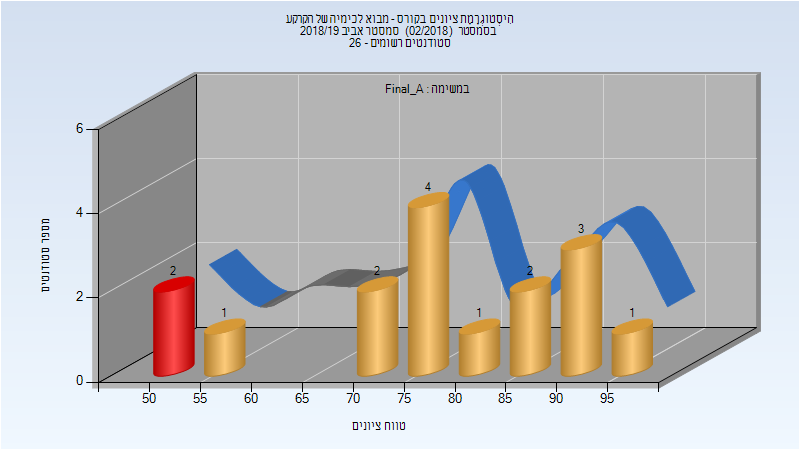 היסטוגרמת ציונים בקורס - מבוא לכימיה של הקרקע
בסמסטר (02/2018) סמסטר אביב 2018/19
סטודנטים רשומים - 26
במשימה : Final_A
מספר סטודנטים
6
4
2
0
2
1
2
4
1
2
3
1
50 55 60 65 70 75 80 85 90 95
טווח ציונים